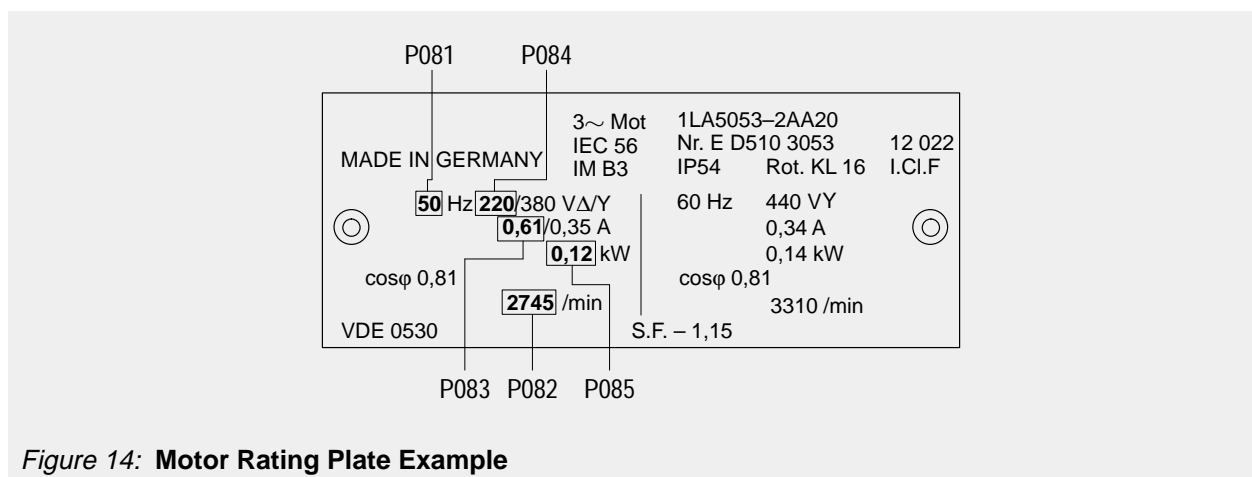 P081 P084
3~ Mot 1LA5053–2AA20
IEC 56 Nr. E D510 3053 12 022
MADE IN GERMANY IM B3 IP54 Rot. KL 16 I.Cl.F
50 Hz 220/380 VΔ/Y 60 Hz 440 VY
0,61/0,35 A 0,34 A
0,12 kW 0,14 kW
cosφ 0,81 cosφ 0,81
2745 /min 3310 /min
VDE 0530 S.F. – 1,15
P083 P082 P085
Figure 14: Motor Rating Plate Example